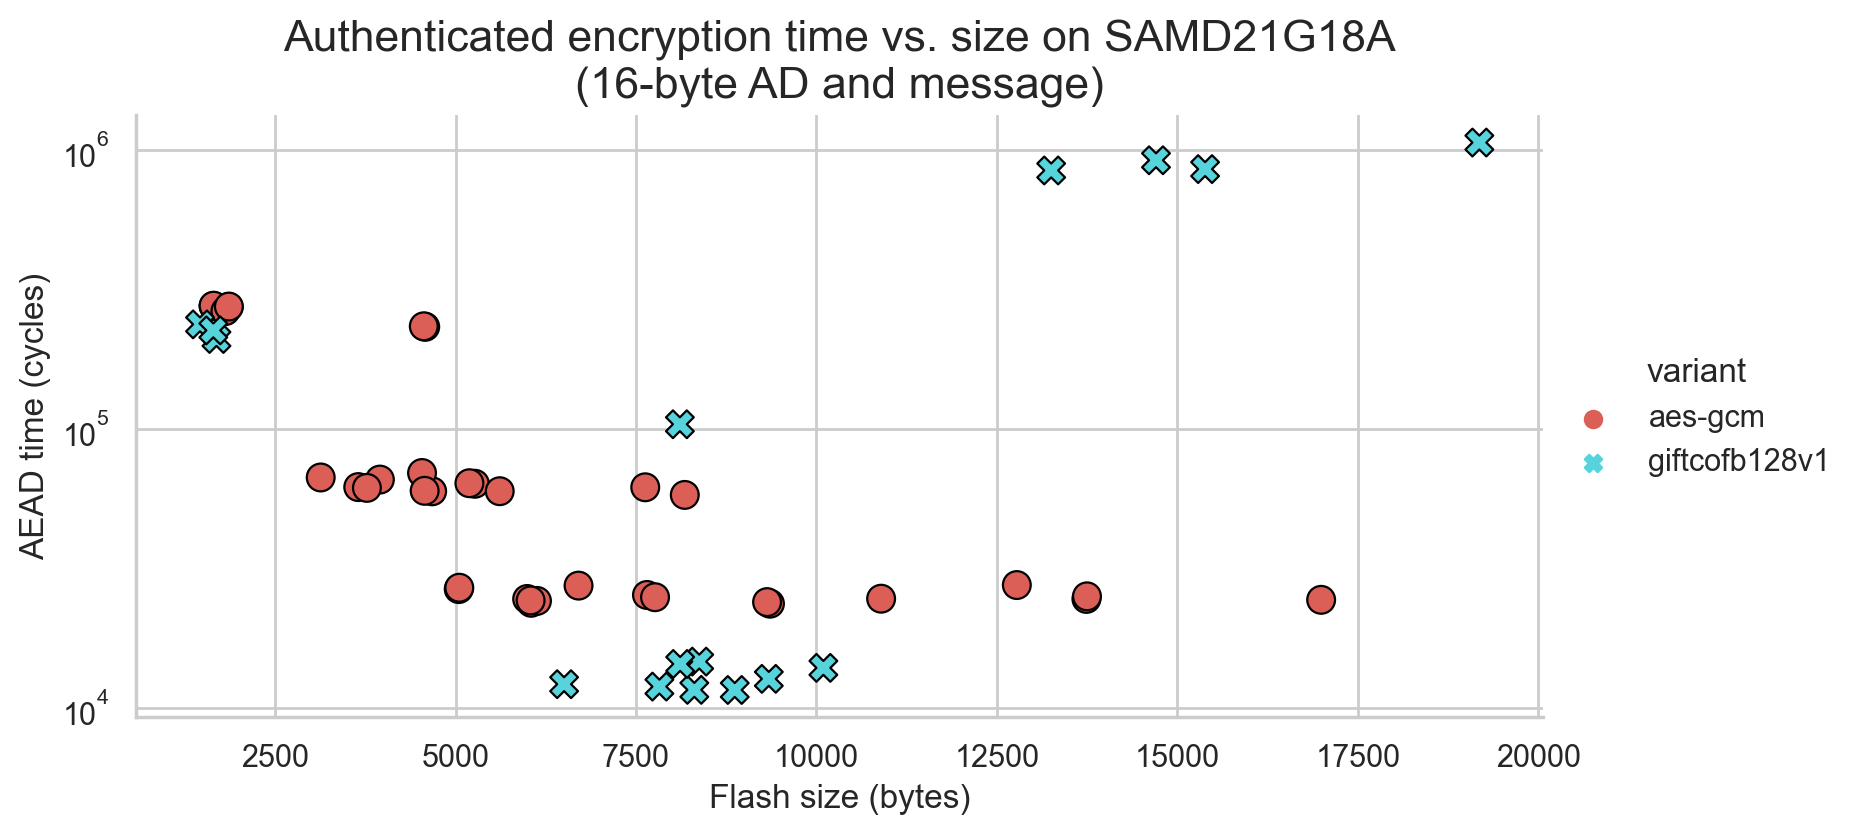 Authenticated encryption time vs. size on SAMD21G18A
(16-byte AD and message)
10^6
10^5
10^4
AEAD time (cycles)
2500 5000 7500 10000 12500 15000 17500 20000
Flash size (bytes)
variant
aes-gcm
giftcofb128v1